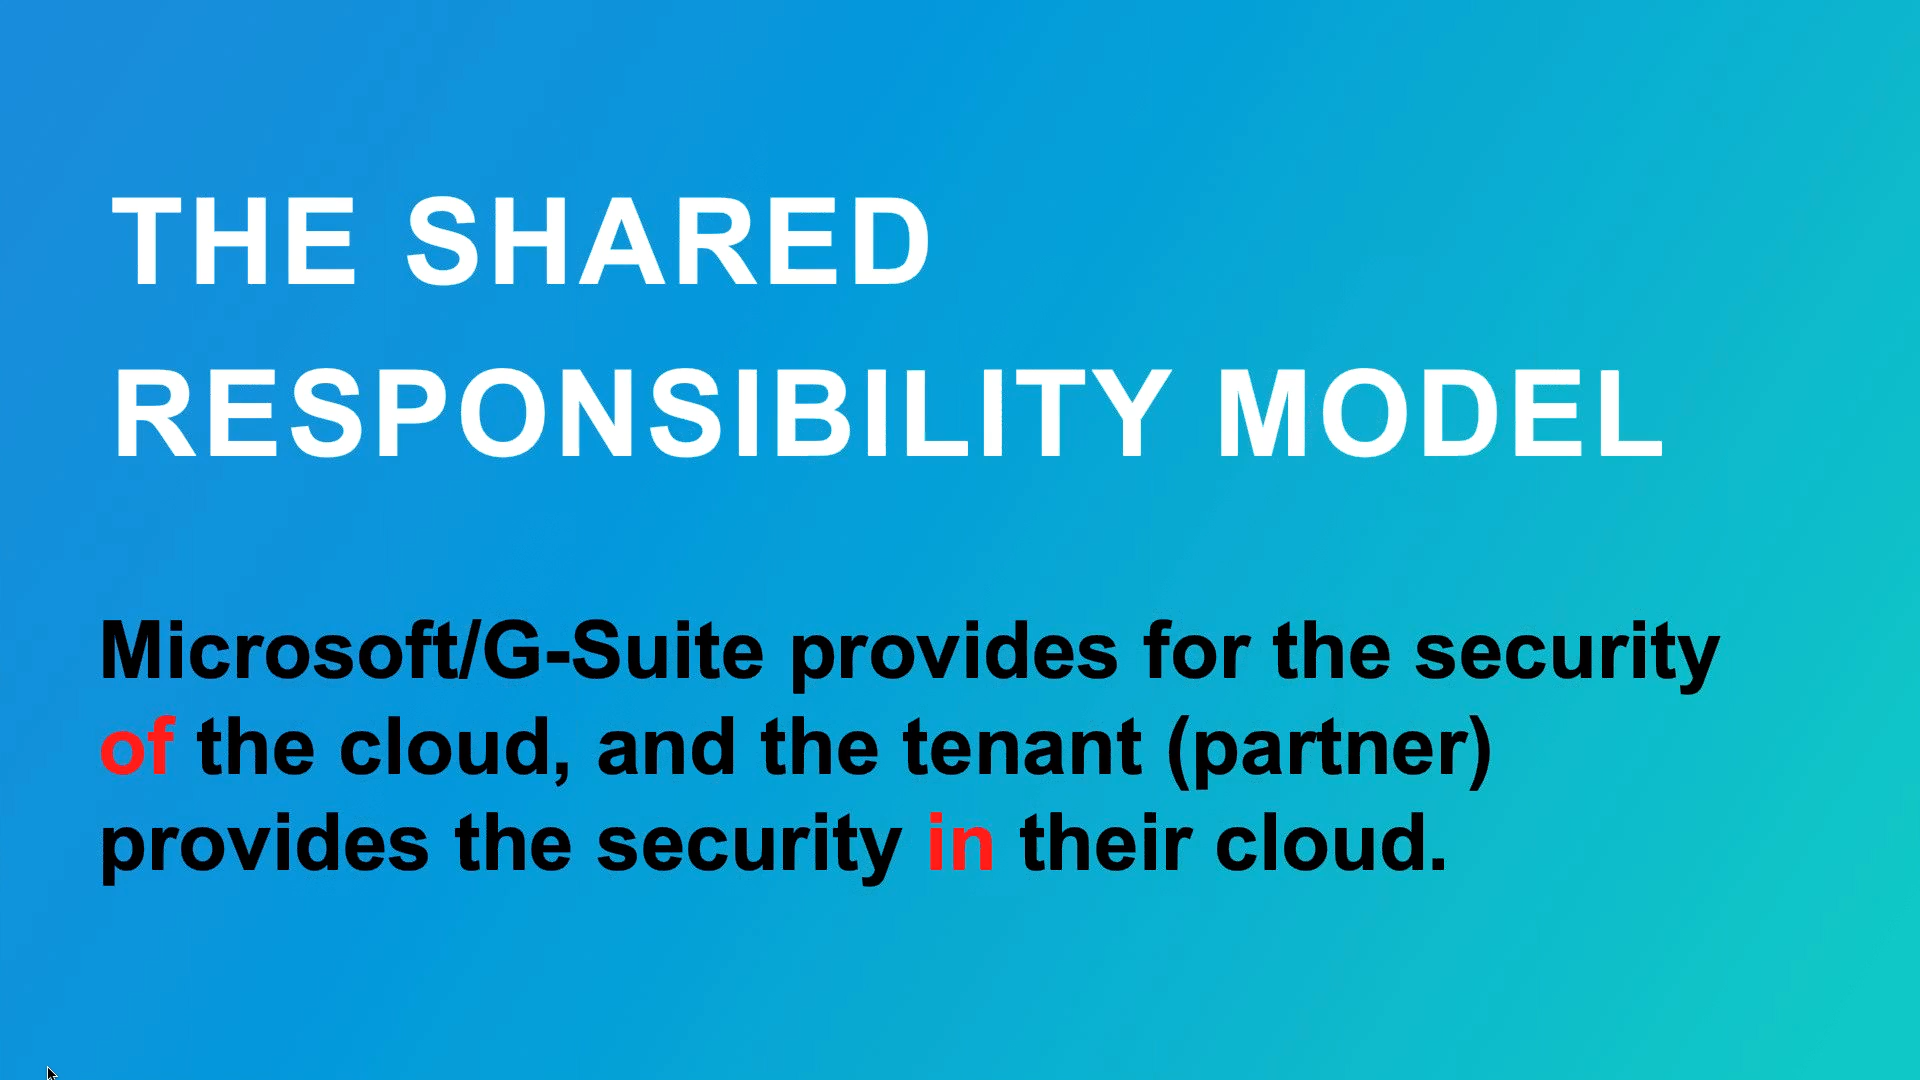 THE SHARED
RESPONSIBILITY MODEL
Microsoft/G-Suite provides for the security
of the cloud, and the tenant (partner)
provides the security in their cloud.